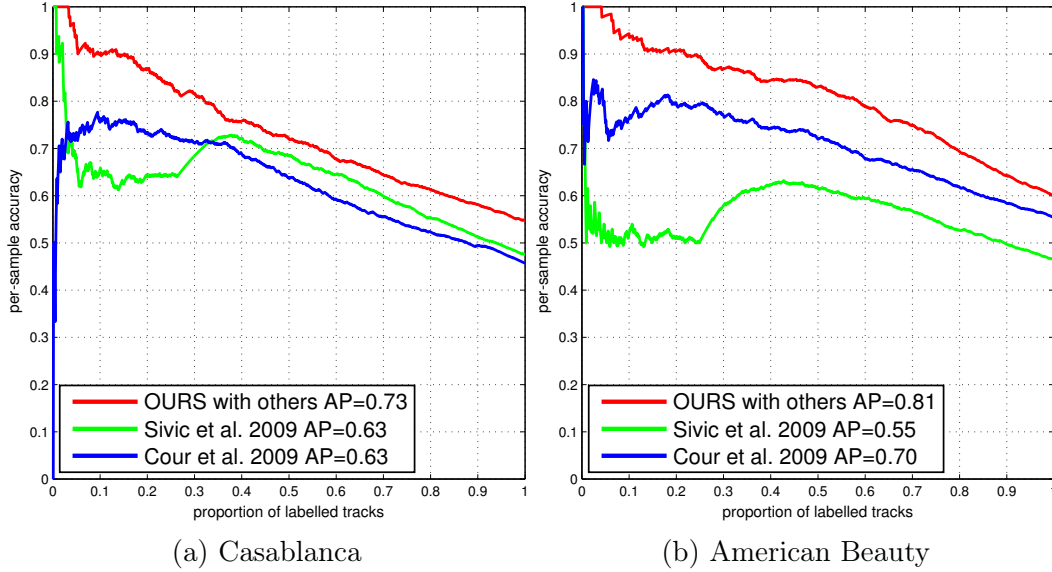 1
0.9
0.8
0.7
0.6
0.5
0.4
0.3
0.2
0.1
0
per-sample accuracy
OURS with others AP=0.73
Sivic et al. 2009 AP=0.63
Cour et al. 2009 AP=0.63
0 0.1 0.2 0.3 0.4 0.5 0.6 0.7 0.8 0.9 1
proportion of labelled tracks
(a) Casablanca
1
0.9
0.8
0.7
0.6
0.5
0.4
0.3
0.2
0.1
0
per-sample accuracy
OURS with others AP=0.81
Sivic et al. 2009 AP=0.55
Cour et al. 2009 AP=0.70
0 0.1 0.2 0.3 0.4 0.5 0.6 0.7 0.8 0.9 1
proportion of labelled tracks
(b) American Beauty